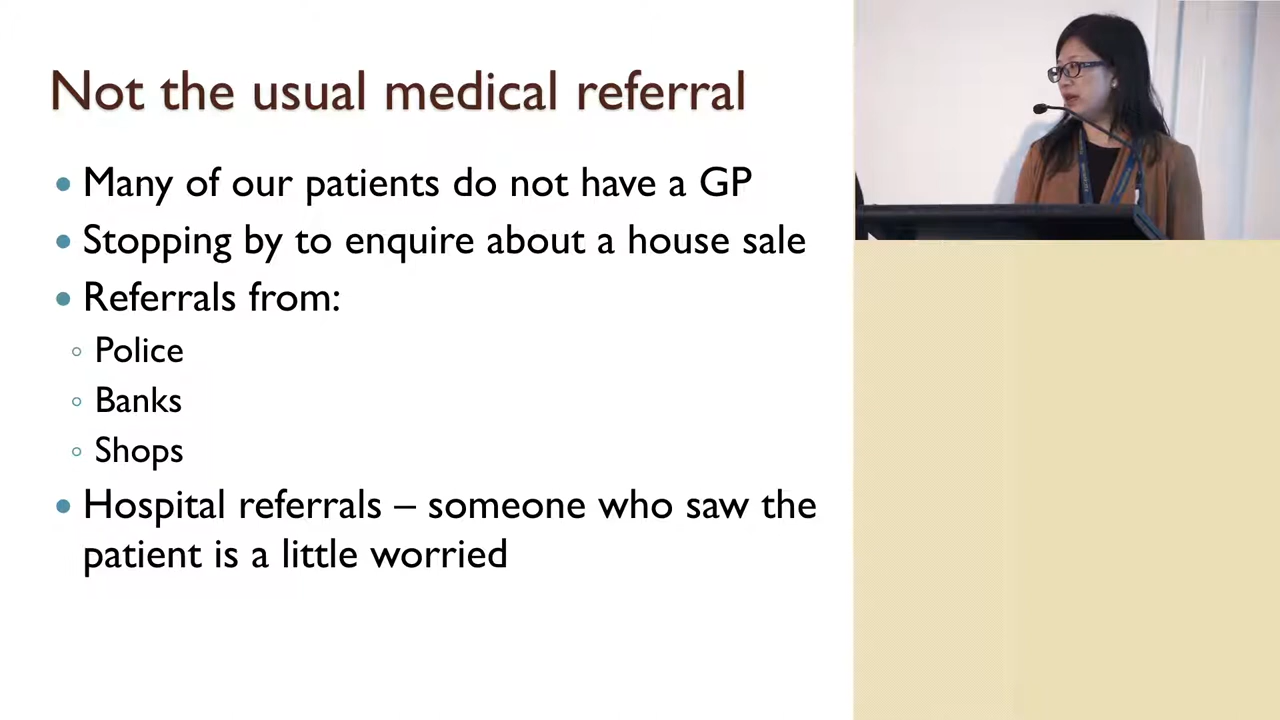 Not the usual medical referral
Many of our patients do not have a GP
Stopping by to enquire about a house sale
Referrals from:
Police
Banks
Shops
Hospital referrals – someone who saw the
patient is a little worried